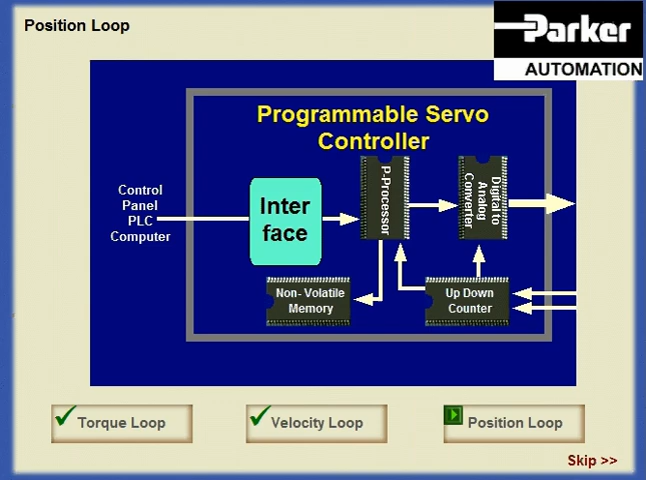 Position Loop
Parker
AUTOMATION
Programmable Servo
Controller
Control
Panel
PLC
Computer
Inter
face
P-Processor
Digital to
Analog
Converter
Non- Volatile
Memory
Up Down
Counter
Torque Loop
Velocity Loop
Position Loop
Skip >>